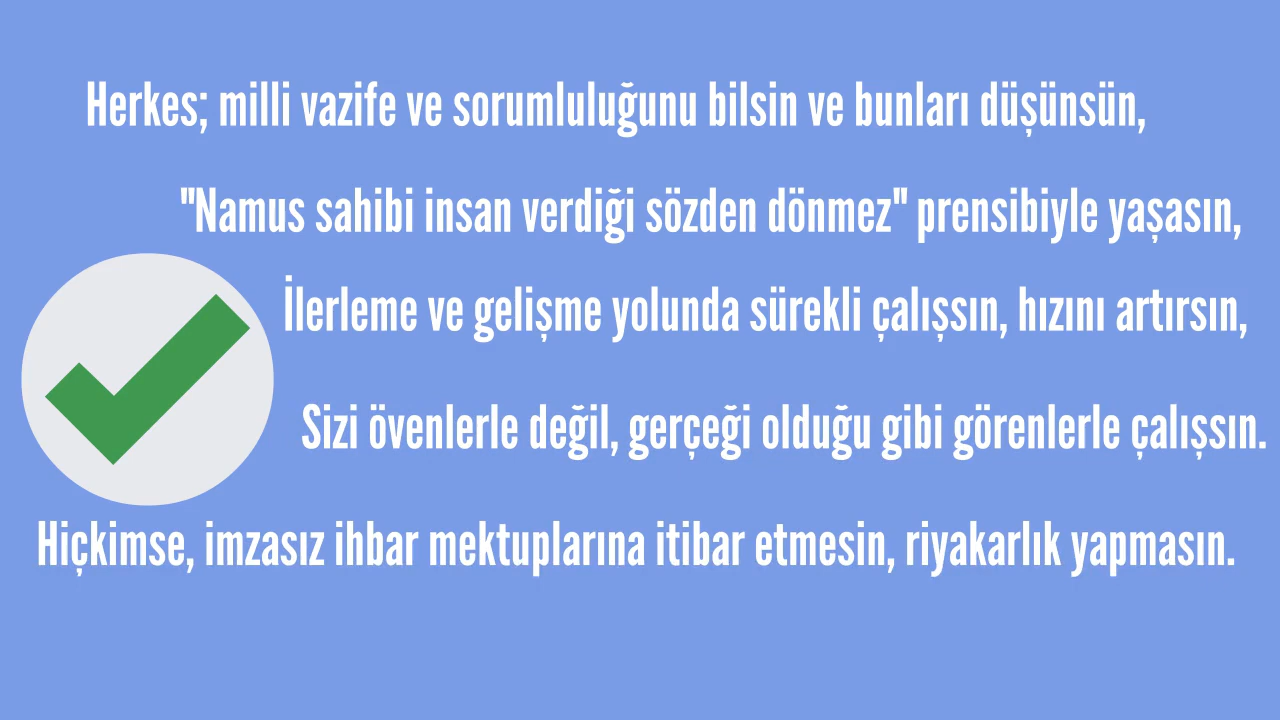 Herkes; milli vazife ve sorumluluğunu bilsin ve bunları düşünsün,
"Namus sahibi insan verdiği sözden dönmez" prensibiyle yaşasın,
İlerleme ve gelişme yolunda sürekli çalışsın, hızını artırsın,
Sizi övenlerle değil, gerçeği olduğu gibi görenlerle çalışsın.
Hiçkimse, imzasız ihbar mektuplarına itibar etmesin, riyakarlık yapmasın.